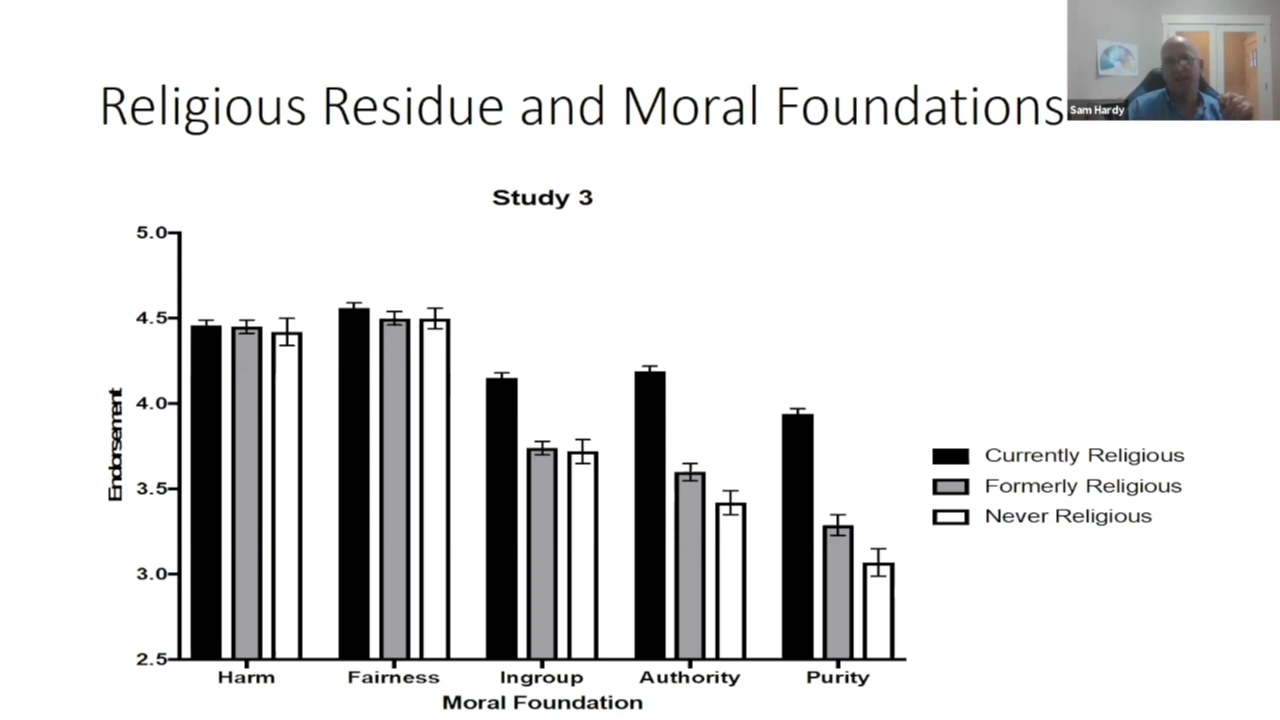 Religious Residue and Moral Foundations
Sam Hardy
Study 3
5.0
4.5
4.0
3.5
3.0
2.5
Endorsement
Harm Fairness Ingroup Authority Purity
Moral Foundation
Currently Religious
Formerly Religious
Never Religious